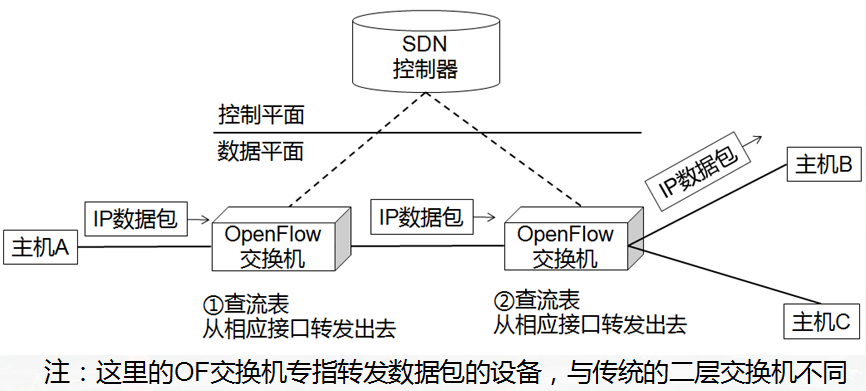 SDN
控制器
控制平面
数据平面
IP数据包
主机B
IP数据包
IP数据包
主机A
OpenFlow
交换机
OpenFlow
交换机
①查流表
从相应接口转发出去
②查流表
从相应接口转发出去
主机C
注：这里的OF交换机专指转发数据包的设备，与传统的二层交换机不同